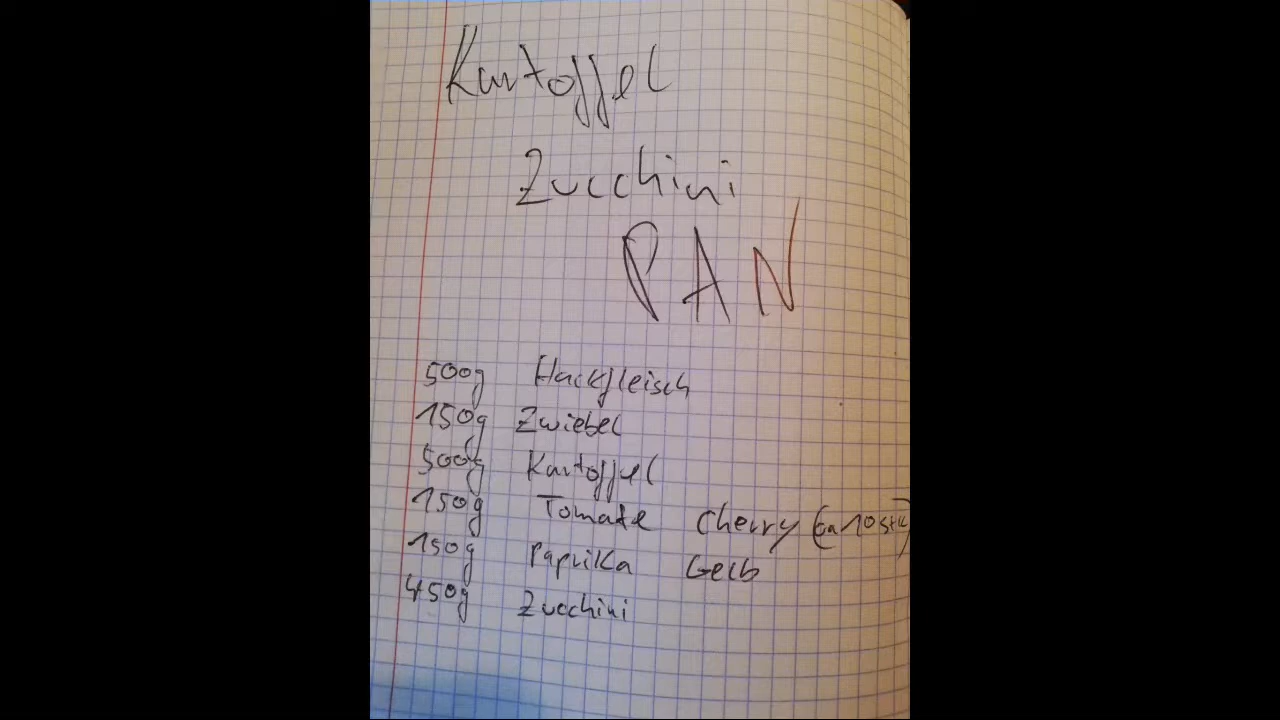 Kartoffel
Zucchini
PAN
500g Hackfleisch
150g Zwiebel
500g Kartoffel
150g Tomate Cherry (ca 10 stk)
150g Paprika Gelb
450g Zucchini